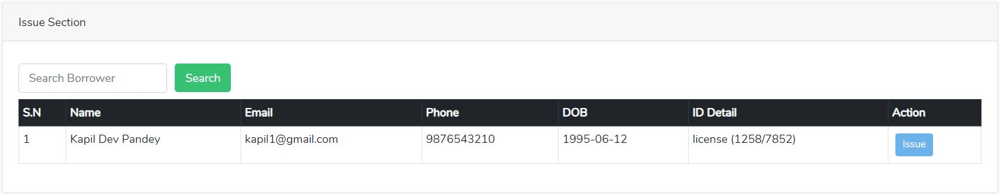 Issue Section
Search Borrower Search
S.N Name Email Phone DOB ID Detail Action
1 Kapil Dev Pandey kapil1@gmail.com 9876543210 1995-06-12 license (1258/7852) Issue